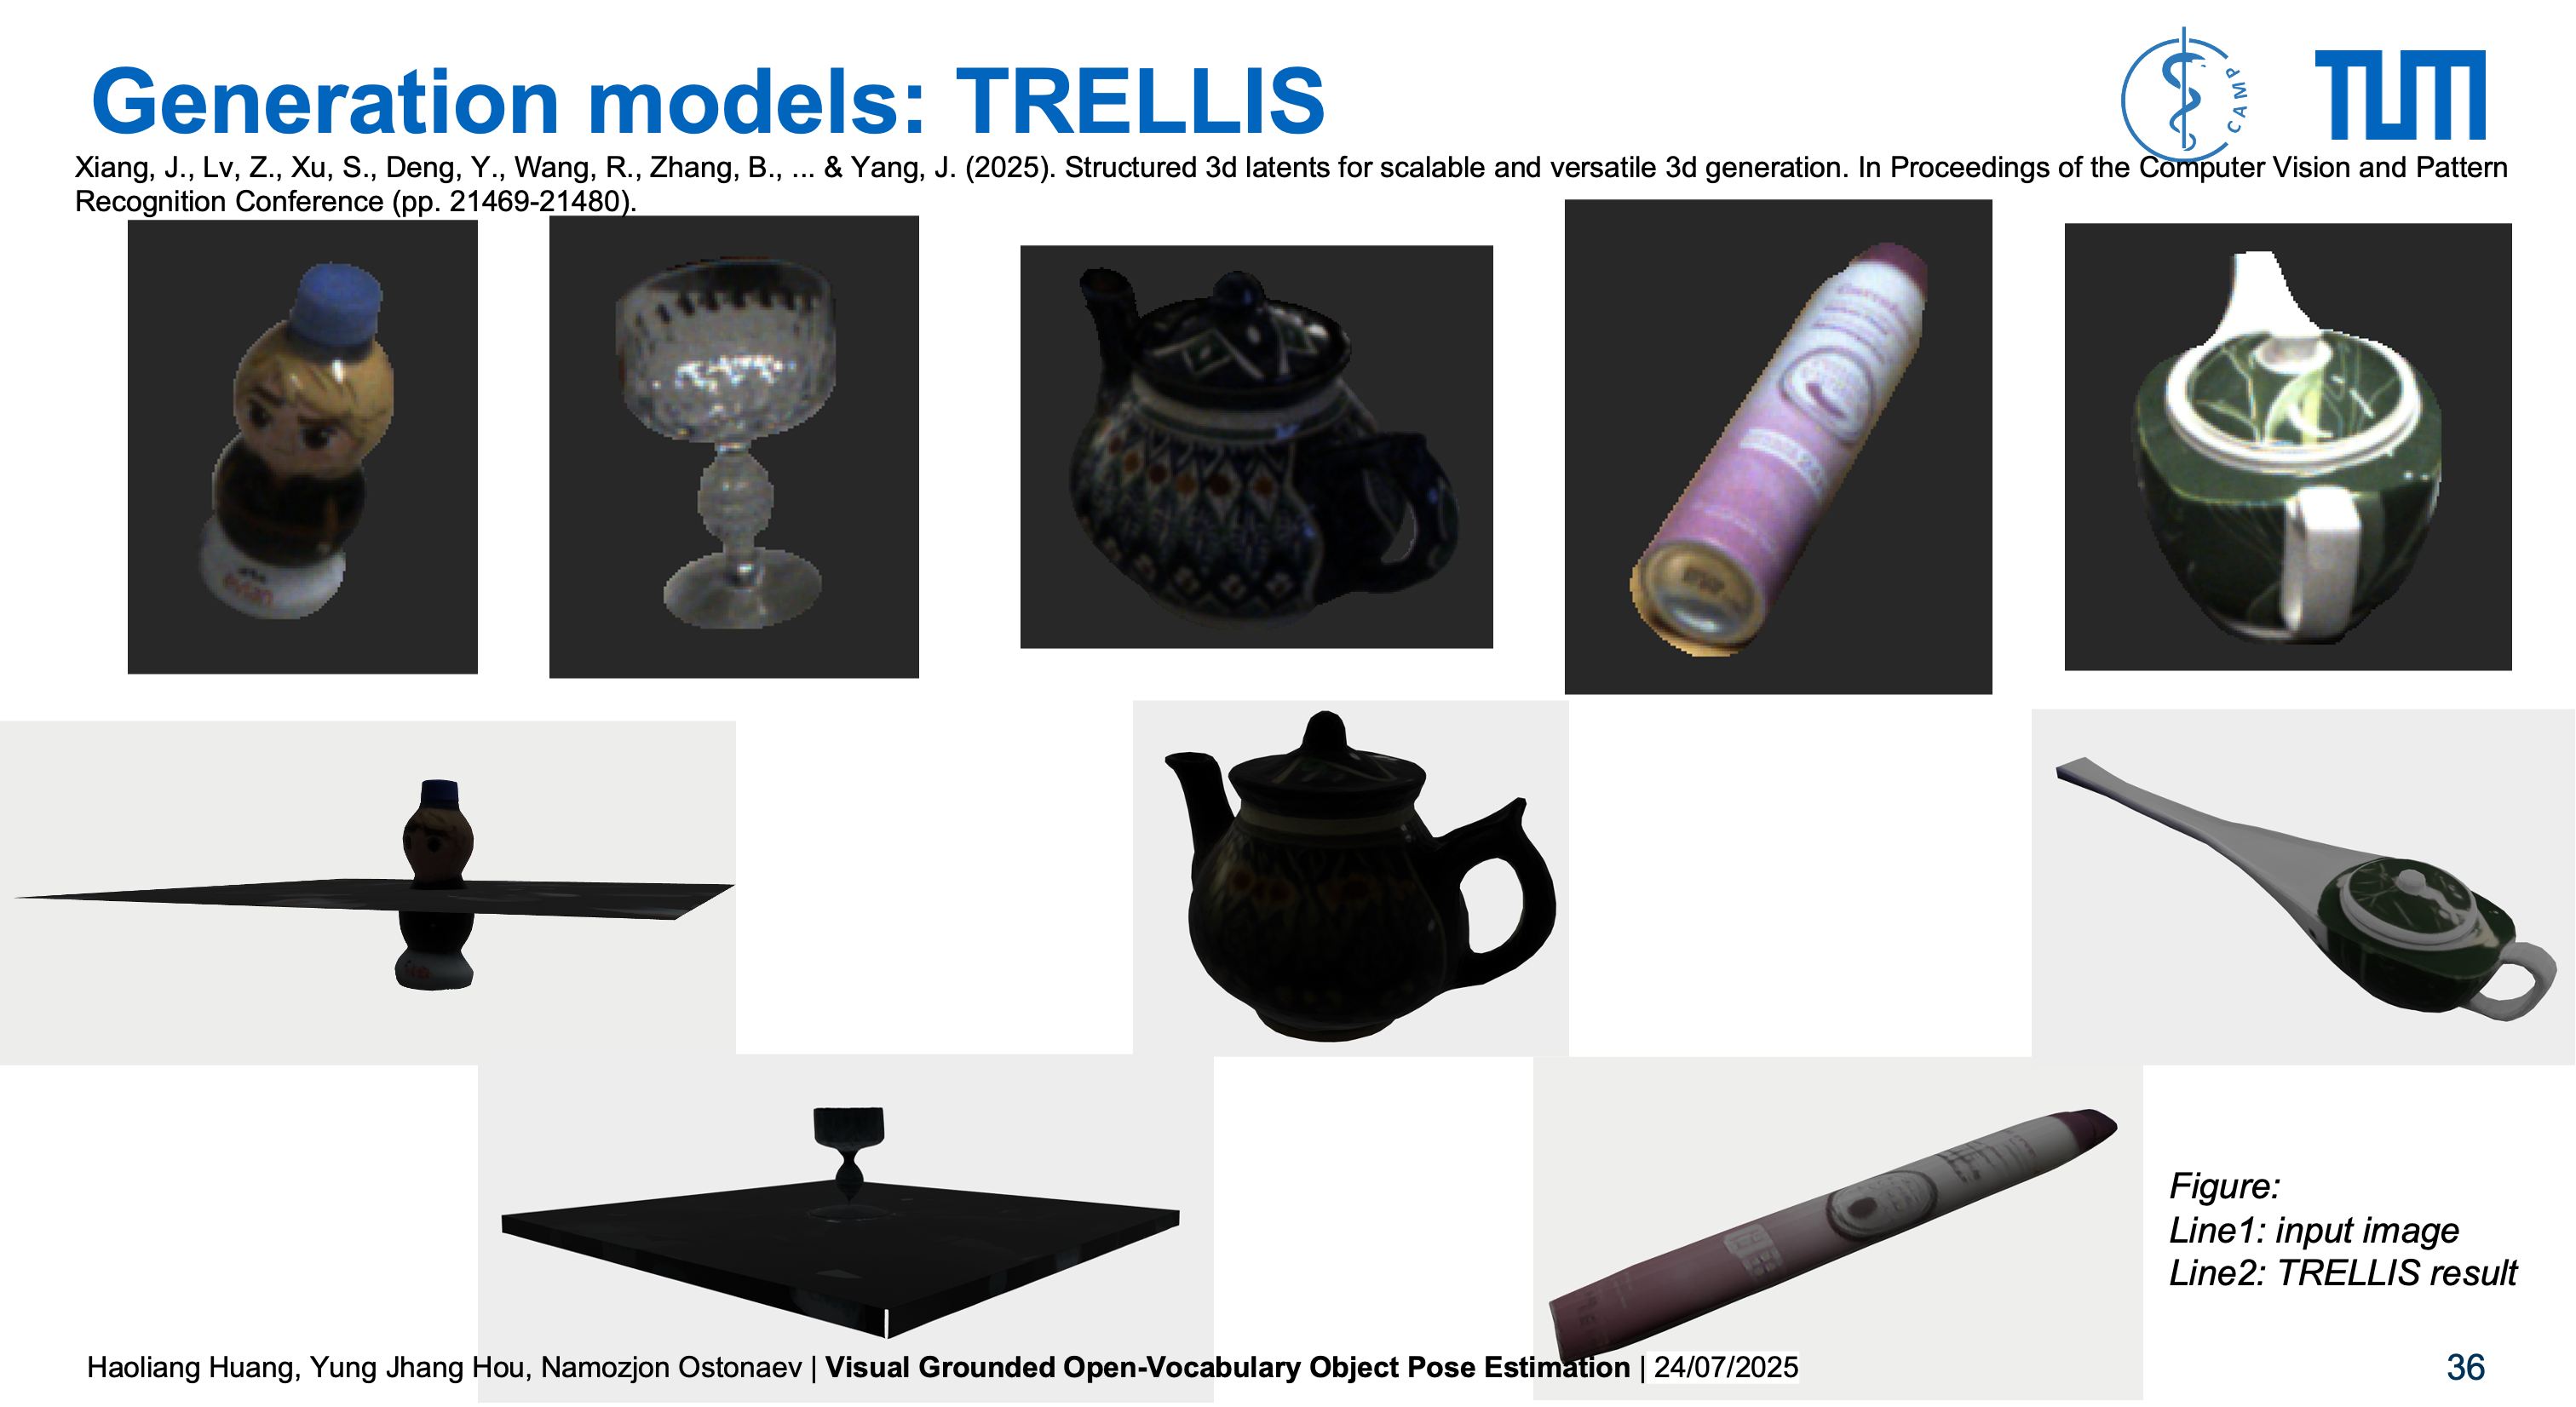 Generation models: TRELLIS
CAMP
TUM
Xiang, J., Lv, Z., Xu, S., Deng, Y., Wang, R., Zhang, B., ... & Yang, J. (2025). Structured 3d latents for scalable and versatile 3d generation. In Proceedings of the Computer Vision and Pattern
Recognition Conference (pp. 21469-21480).
evian
Figure:
Line1: input image
Line2: TRELLIS result
Haoliang Huang, Yung Jhang Hou, Namozjon Ostonaev | Visual Grounded Open-Vocabulary Object Pose Estimation | 24/07/2025
36